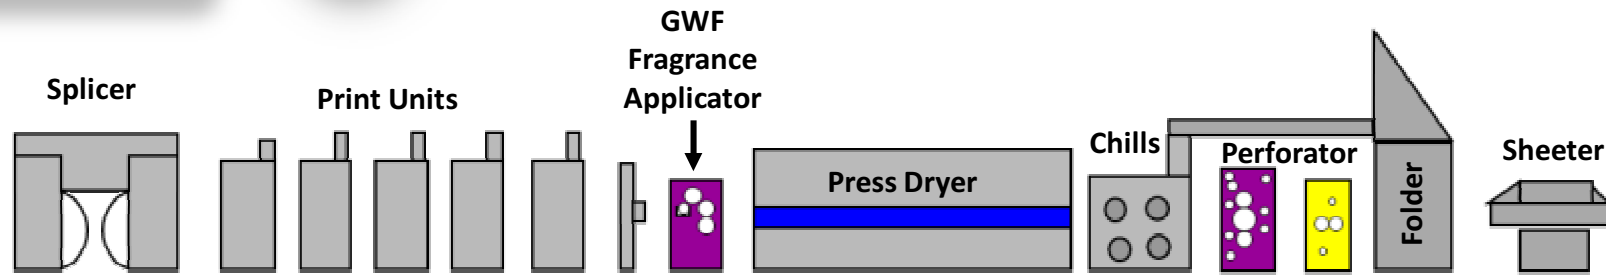 Splicer
Print Units
GWF
Fragrance
Applicator
Press Dryer
Chills
Perforator
Folder
Sheeter